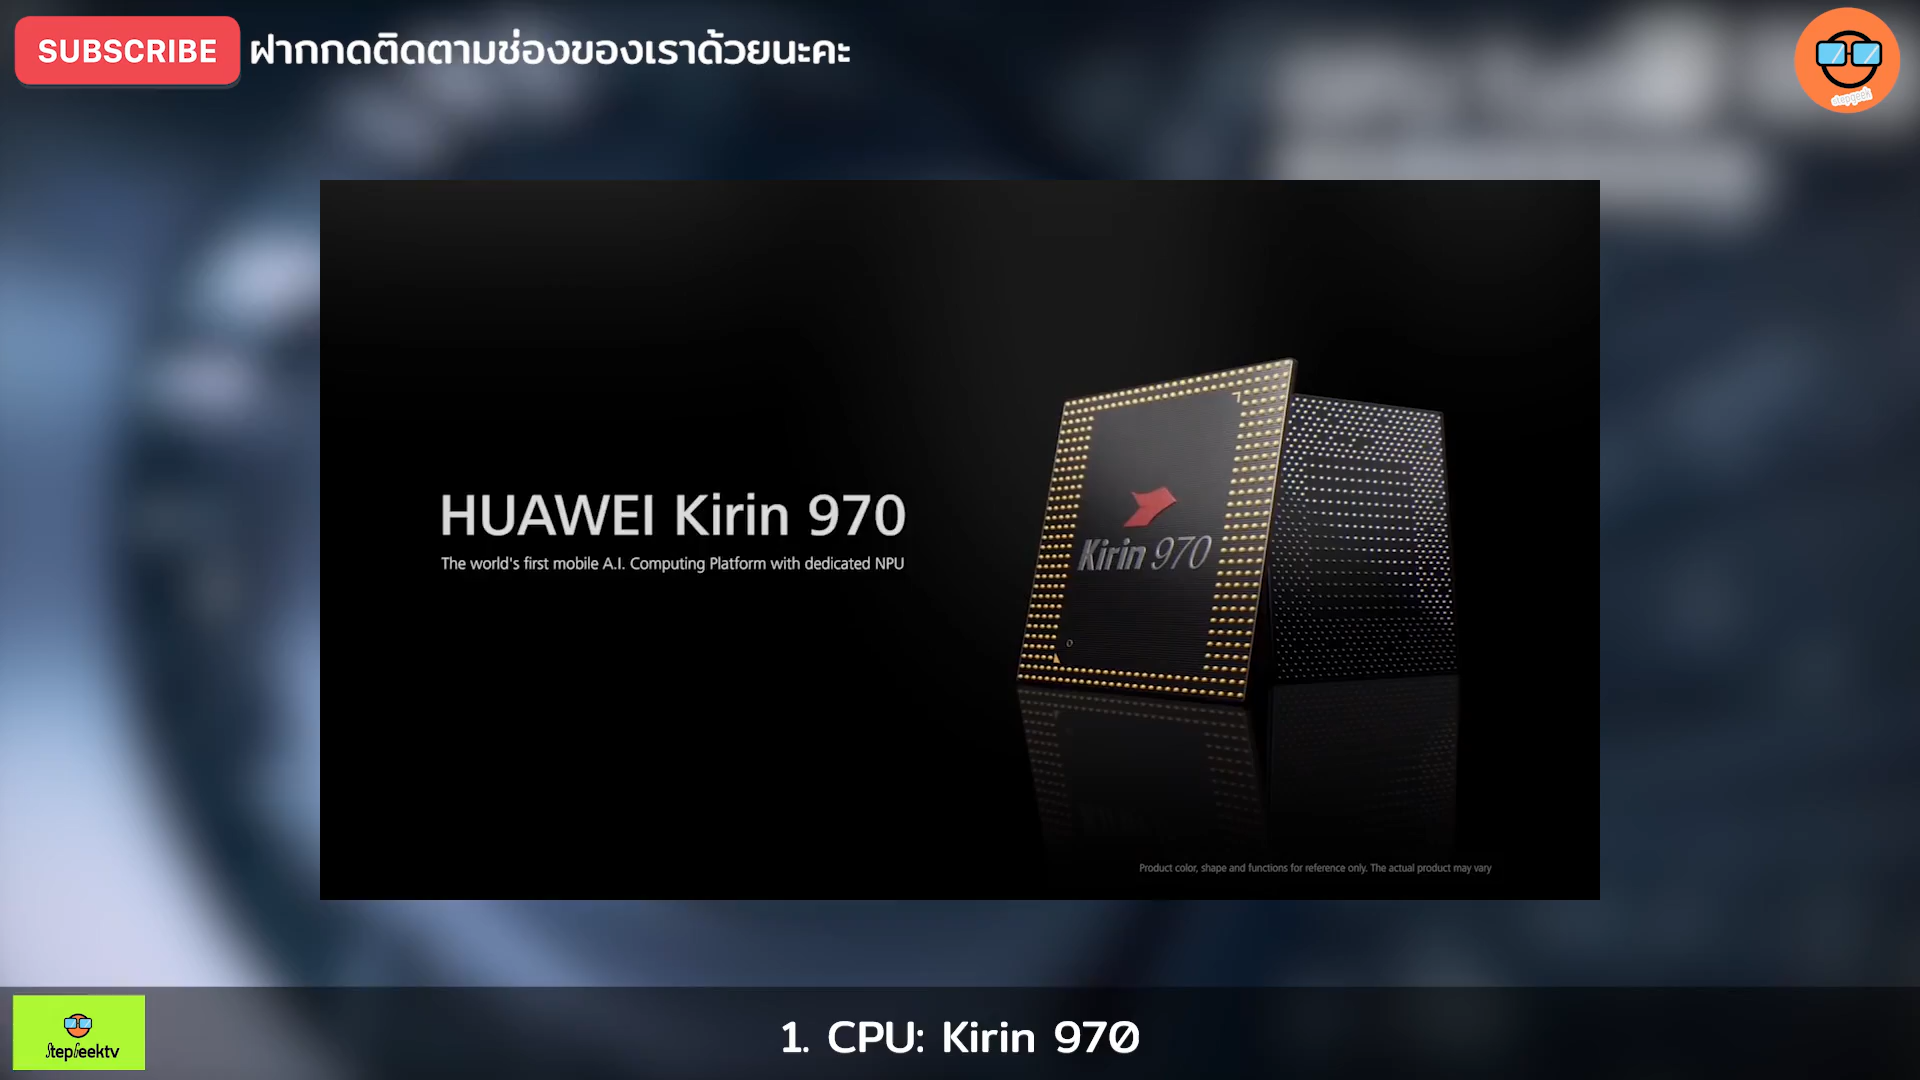 SUBSCRIBE ฝากกดติดตามช่องของเราด้วยนะคะ
stepgeek
HUAWEI Kirin 970
The world's first mobile A.I. Computing Platform with dedicated NPU
Kirin 970
Product color, shape and functions for reference only. The actual product may vary
StepGeektv
1. CPU: Kirin 970